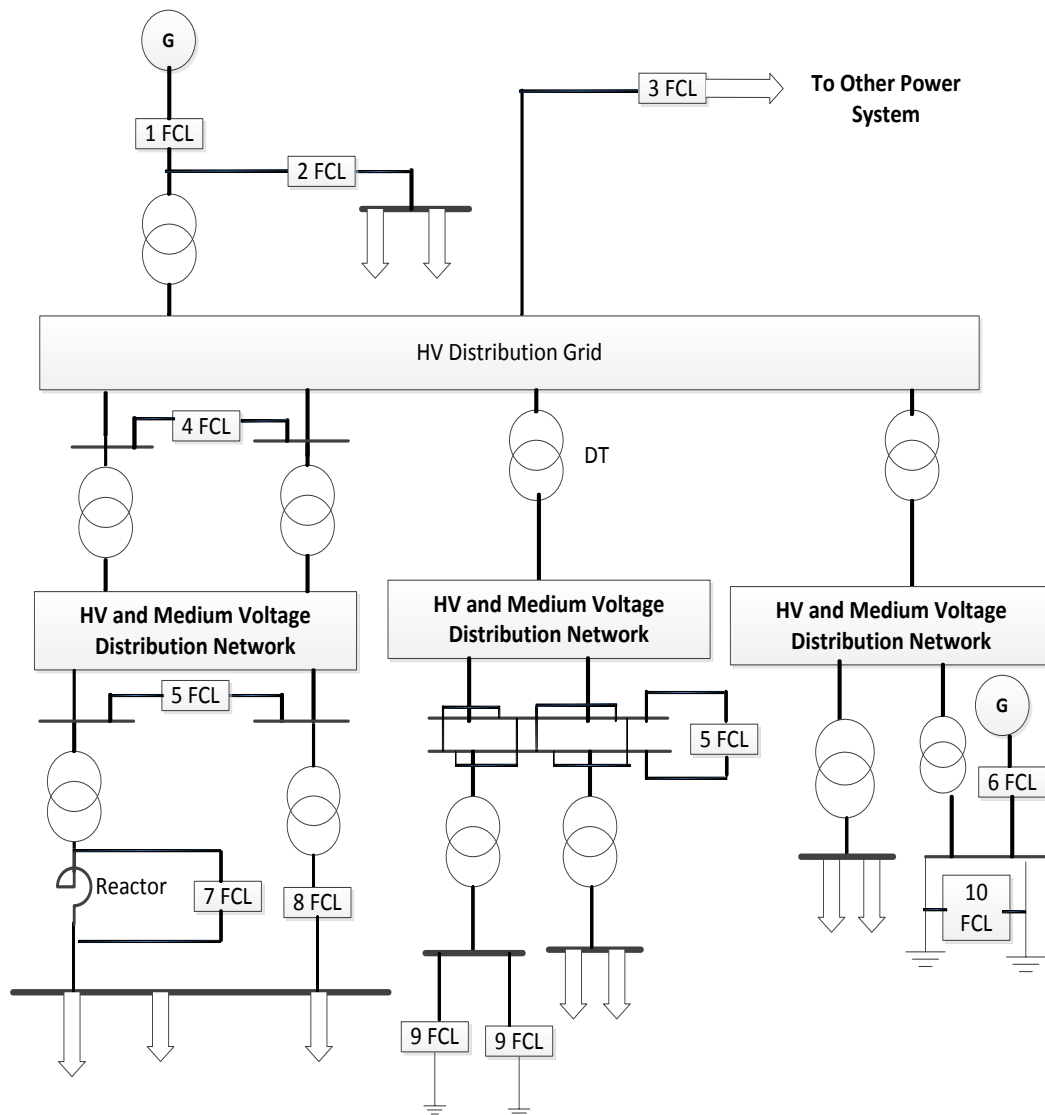 G
1 FCL
3 FCL
To Other Power
System
2 FCL
HV Distribution Grid
4 FCL
DT
HV and Medium Voltage
Distribution Network
HV and Medium Voltage
Distribution Network
HV and Medium Voltage
Distribution Network
5 FCL
5 FCL
G
6 FCL
Reactor
7 FCL
8 FCL
10
FCL
9 FCL
9 FCL